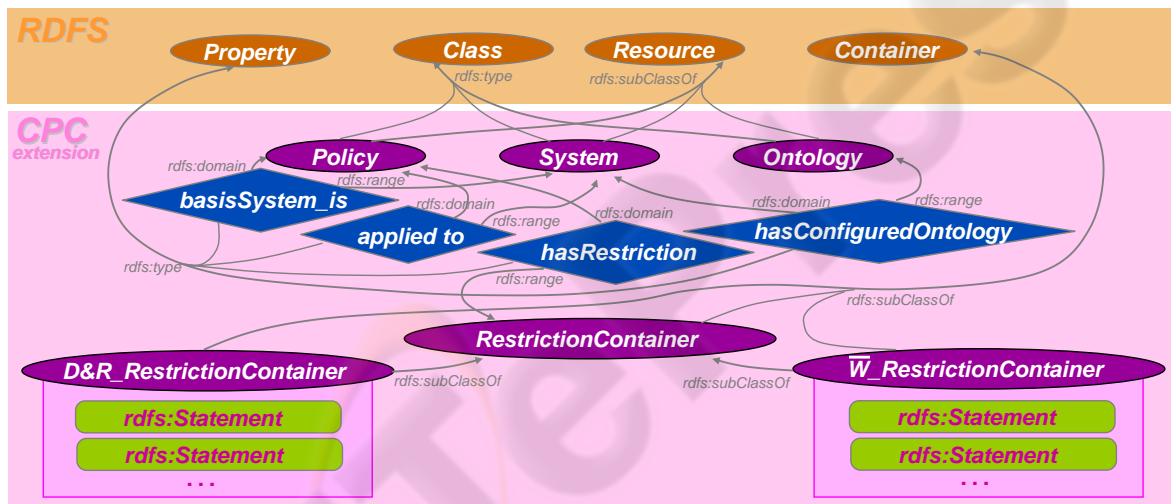 RDFS
Property
Class
Resource
Container
rdfs:type
rdfs:subClassOf
CPC
extension
Policy
System
Ontology
rdfs:domain
rdfs:range
rdfs:domain
rdfs:range
rdfs:domain
rdfs:domain
rdfs:range
basisSystem_is
applied to
hasRestriction
hasConfiguredOntology
rdfs:type
rdfs:range
rdfs:subClassOf
RestrictionContainer
D&R_RestrictionContainer
rdfs:subClassOf
rdfs:subClassOf
W̅_RestrictionContainer
rdfs:Statement
rdfs:Statement
...
rdfs:Statement
rdfs:Statement
...